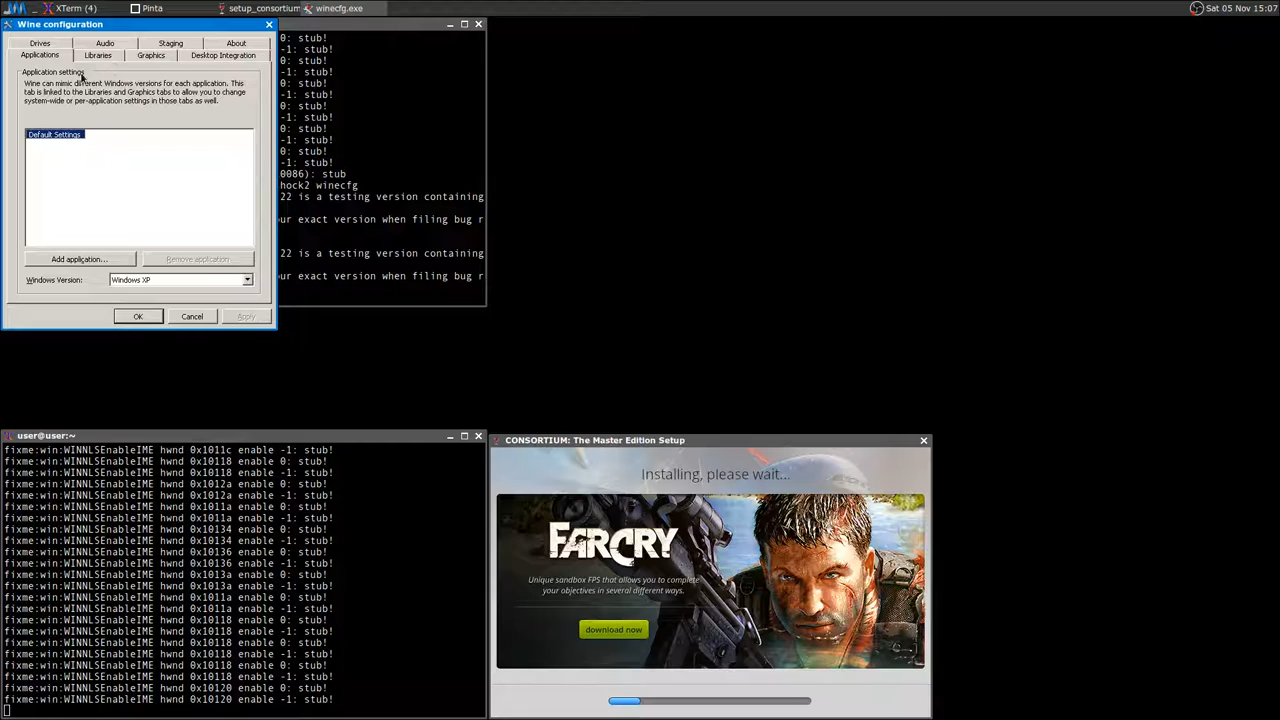 XTerm (4)
Pinta
setup_consortium
winecfg.exe
Sat 05 Nov 15:07
Wine configuration
Drives
Audio
Staging
About
Applications
Libraries
Graphics
Desktop Integration
Application settings
Wine can mimic different Windows versions for each application. This
tab is linked to the Libraries and Graphics tabs to allow you to change
system-wide or per-application settings in those tabs as well.
Default Settings
Add application...
Remove application
Windows Version:
Windows XP
OK
Cancel
Apply
0: stub!
-1: stub!
0: stub!
-1: stub!
0: stub!
-1: stub!
0: stub!
-1: stub!
0: stub!
-1: stub!
0: stub!
-1: stub!
0086): stub
hock2 winecfg
22 is a testing version containing
ur exact version when filing bug r
22 is a testing version containing
ur exact version when filing bug r
user@user:~
fixme:win:WINNLSEnableIME hwnd 0x1011c enable -1: stub!
fixme:win:WINNLSEnableIME hwnd 0x10118 enable 0: stub!
fixme:win:WINNLSEnableIME hwnd 0x10118 enable -1: stub!
fixme:win:WINNLSEnableIME hwnd 0x1012a enable 0: stub!
fixme:win:WINNLSEnableIME hwnd 0x1012a enable -1: stub!
fixme:win:WINNLSEnableIME hwnd 0x1011a enable 0: stub!
fixme:win:WINNLSEnableIME hwnd 0x1011a enable -1: stub!
fixme:win:WINNLSEnableIME hwnd 0x10134 enable 0: stub!
fixme:win:WINNLSEnableIME hwnd 0x10134 enable -1: stub!
fixme:win:WINNLSEnableIME hwnd 0x10136 enable 0: stub!
fixme:win:WINNLSEnableIME hwnd 0x10136 enable -1: stub!
fixme:win:WINNLSEnableIME hwnd 0x1013a enable 0: stub!
fixme:win:WINNLSEnableIME hwnd 0x1013a enable -1: stub!
fixme:win:WINNLSEnableIME hwnd 0x1011a enable 0: stub!
fixme:win:WINNLSEnableIME hwnd 0x1011a enable -1: stub!
fixme:win:WINNLSEnableIME hwnd 0x10118 enable 0: stub!
fixme:win:WINNLSEnableIME hwnd 0x10118 enable -1: stub!
fixme:win:WINNLSEnableIME hwnd 0x10118 enable 0: stub!
fixme:win:WINNLSEnableIME hwnd 0x10118 enable -1: stub!
fixme:win:WINNLSEnableIME hwnd 0x10118 enable 0: stub!
fixme:win:WINNLSEnableIME hwnd 0x10118 enable -1: stub!
fixme:win:WINNLSEnableIME hwnd 0x10120 enable 0: stub!
fixme:win:WINNLSEnableIME hwnd 0x10120 enable -1: stub!
CONSORTIUM: The Master Edition Setup
Installing, please wait...
FARCRY
Unique sandbox FPS that allows you to complete
your objectives in several different ways.
download now